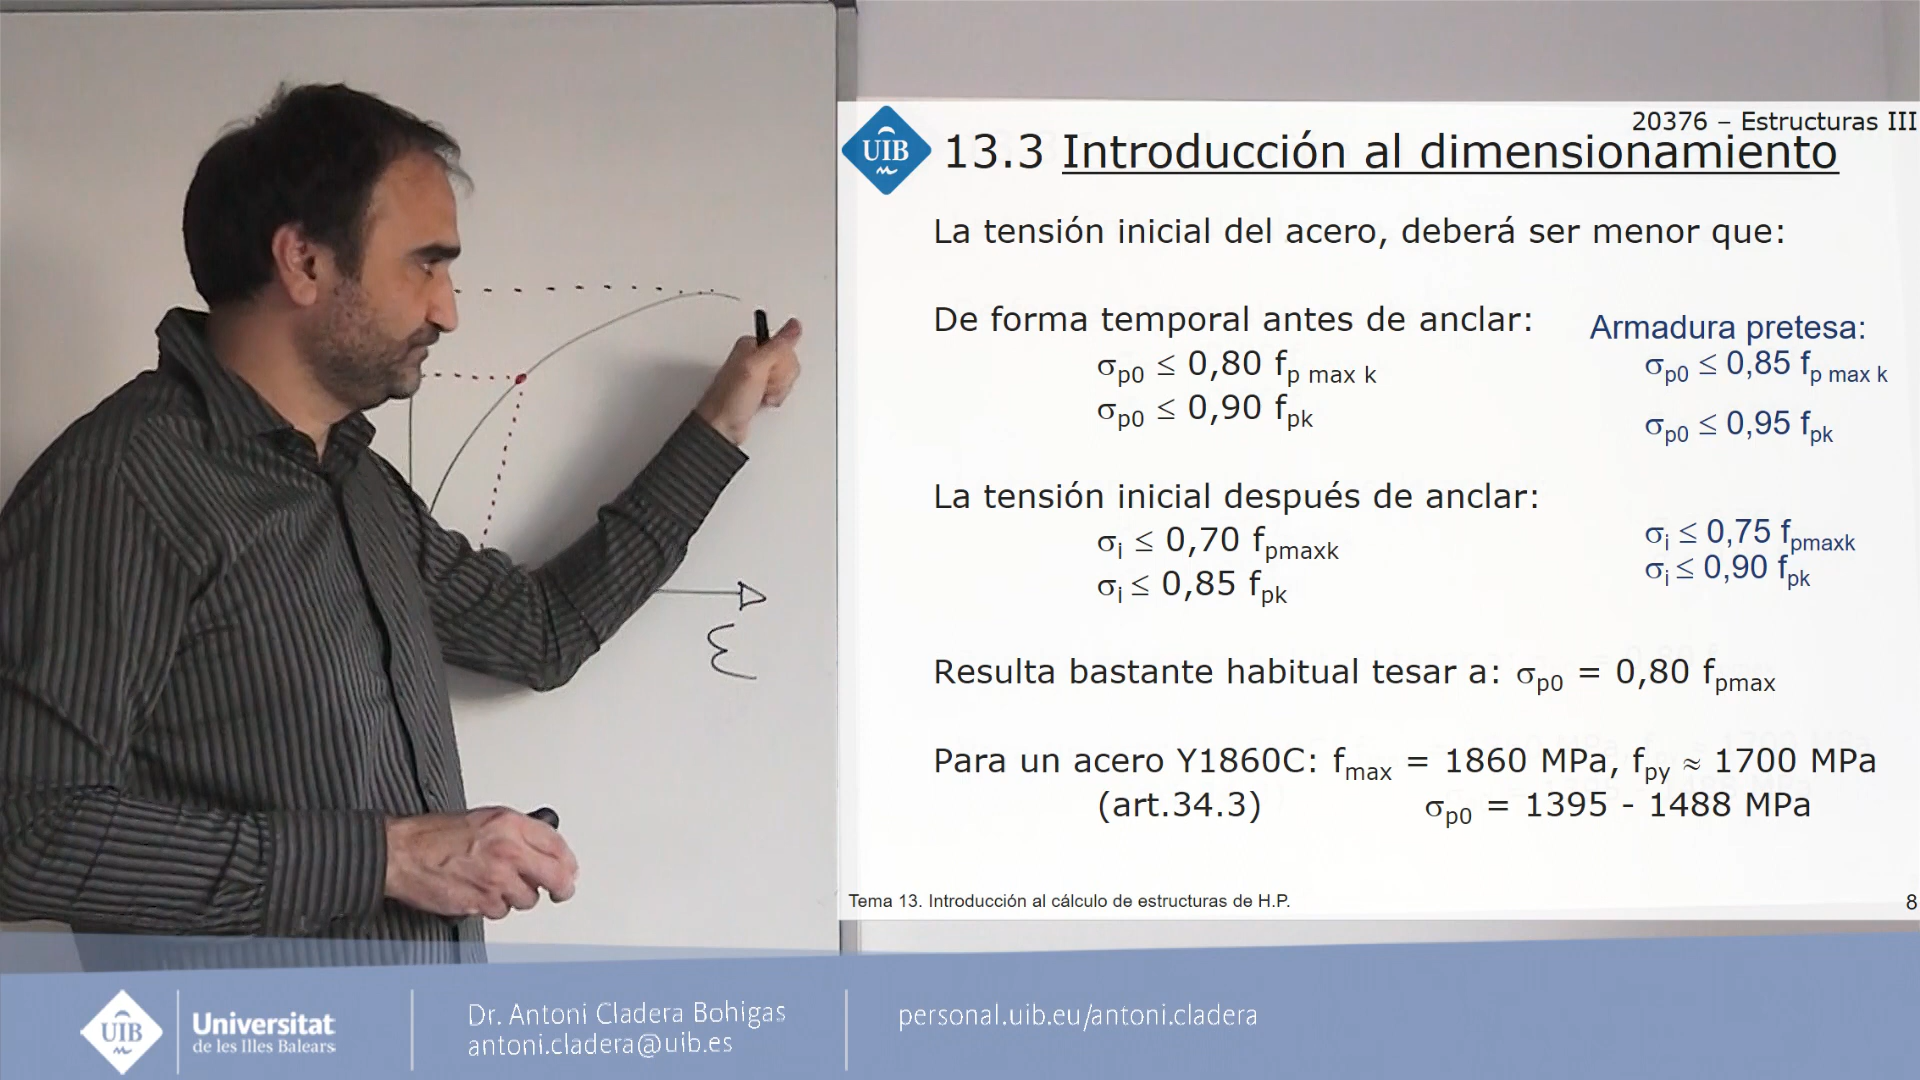 ε
UIB
20376 – Estructuras III
13.3 Introducción al dimensionamiento
La tensión inicial del acero, deberá ser menor que:
De forma temporal antes de anclar:
σp0 ≤ 0,80 fp max k
σp0 ≤ 0,90 fpk
Armadura pretesa:
σp0 ≤ 0,85 fp max k
σp0 ≤ 0,95 fpk
La tensión inicial después de anclar:
σi ≤ 0,70 fpmaxk
σi ≤ 0,85 fpk
σi ≤ 0,75 fpmaxk
σi ≤ 0,90 fpk
Resulta bastante habitual tesar a: σp0 = 0,80 fpmax
Para un acero Y1860C: fmax = 1860 MPa, fpy ≈ 1700 MPa
(art.34.3) σp0 = 1395 - 1488 MPa
Tema 13. Introducción al cálculo de estructuras de H.P. 8
UIB
Universitat
de les Illes Balears
Dr. Antoni Cladera Bohigas
antoni.cladera@uib.es
personal.uib.eu/antoni.cladera